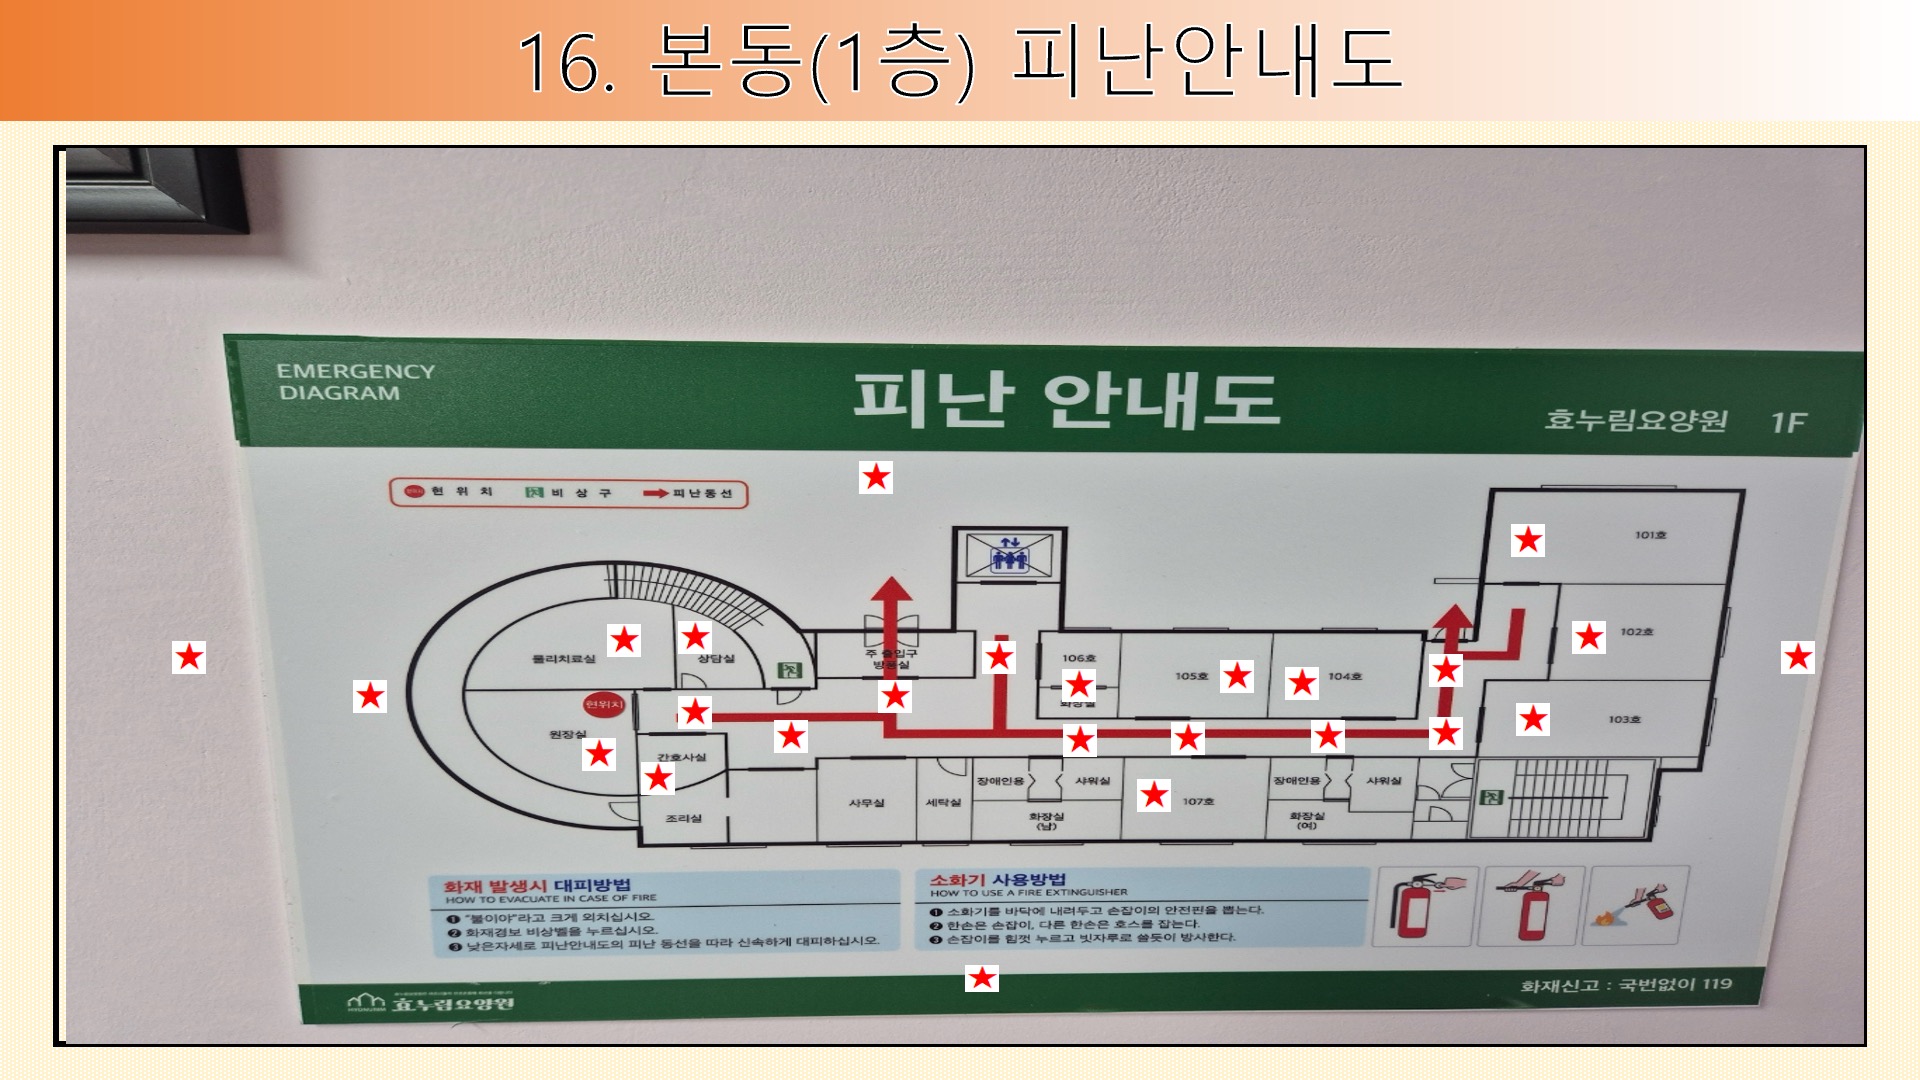 16. 본동(1층) 피난안내도
EMERGENCY
DIAGRAM
피난 안내도
효누림요양원 1F
현위치 비상구 피난동선
101호
102호
103호
104호
105호
106호
화장실
주 출입구
방풍실
물리치료실
상담실
현위치
원장실
간호사실
조리실
사무실
세탁실
장애인용
샤워실
화장실
(남)
107호
장애인용
샤워실
화장실
(여)
화재 발생시 대피방법
HOW TO EVACUATE IN CASE OF FIRE
❶ "불이야"라고 크게 외치십시오.
❷ 화재경보 비상벨을 누르십시오.
❸ 낮은자세로 피난안내도의 피난 동선을 따라 신속하게 대피하십시오.
소화기 사용방법
HOW TO USE A FIRE EXTINGUISHER
❶ 소화기를 바닥에 내려두고 손잡이의 안전핀을 뽑는다.
❷ 한손은 손잡이, 다른 한손은 호스를 잡는다.
❸ 손잡이를 힘껏 누르고 빗자루로 쓸듯이 방사한다.
효누림요양원
화재신고 : 국번없이 119